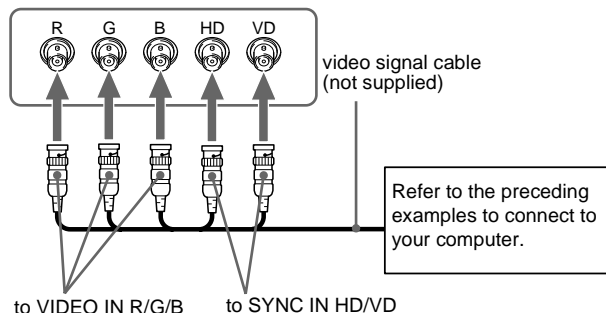 R G B HD VD
video signal cable
(not supplied)
Refer to the preceding
examples to connect to
your computer.
to VIDEO IN R/G/B to SYNC IN HD/VD